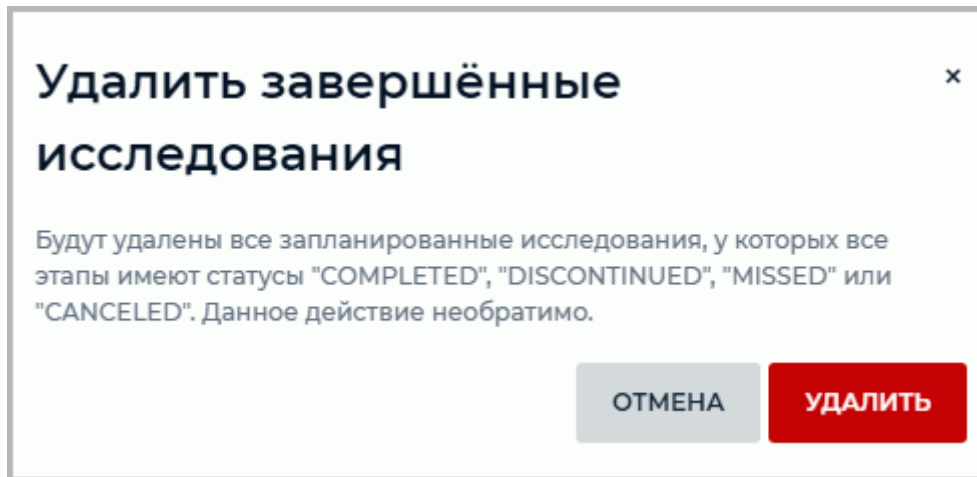 Удалить завершённые
исследования
×
Будут удалены все запланированные исследования, у которых все
этапы имеют статусы "COMPLETED", "DISCONTINUED", "MISSED" или
"CANCELED". Данное действие необратимо.
ОТМЕНА
УДАЛИТЬ